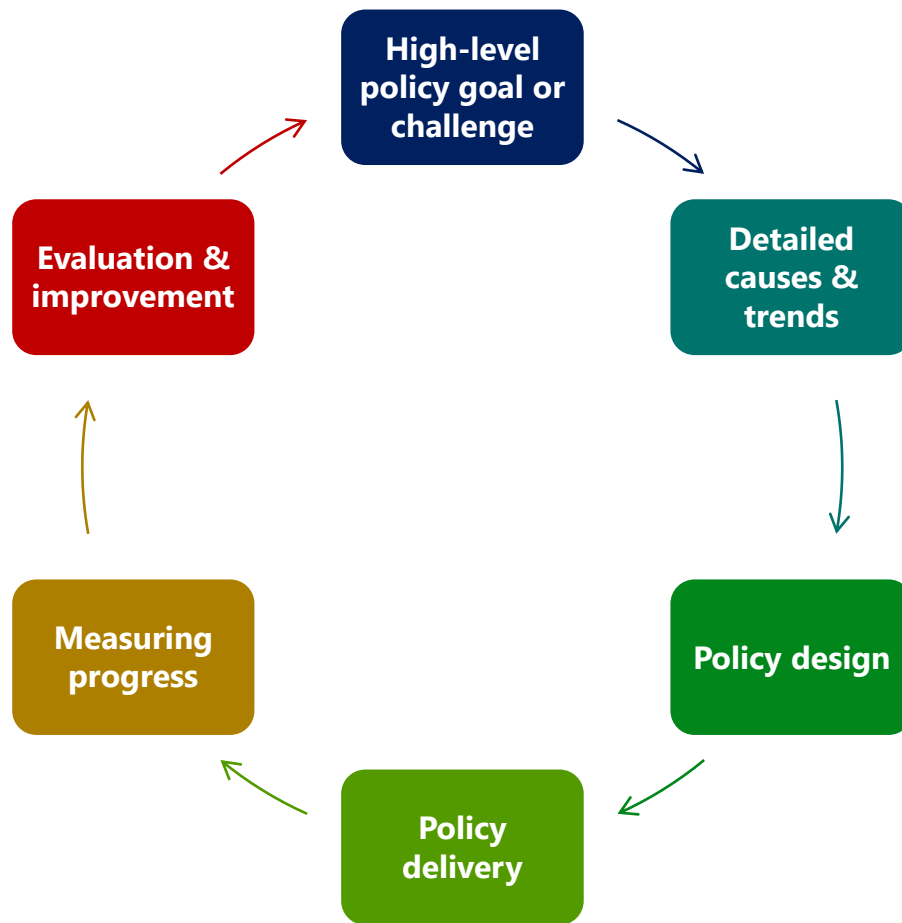 High-level
policy goal or
challenge
Detailed
causes &
trends
Policy design
Policy
delivery
Measuring
progress
Evaluation &
improvement